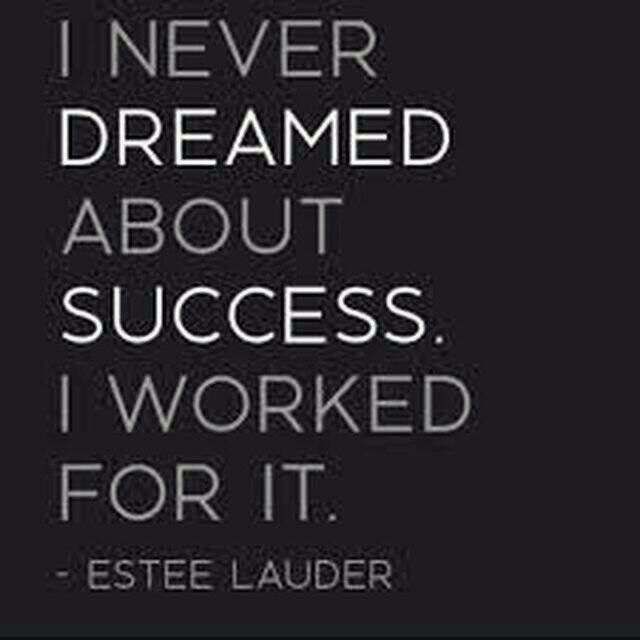 I NEVER
DREAMED
ABOUT
SUCCESS.
I WORKED
FOR IT.
- ESTEE LAUDER